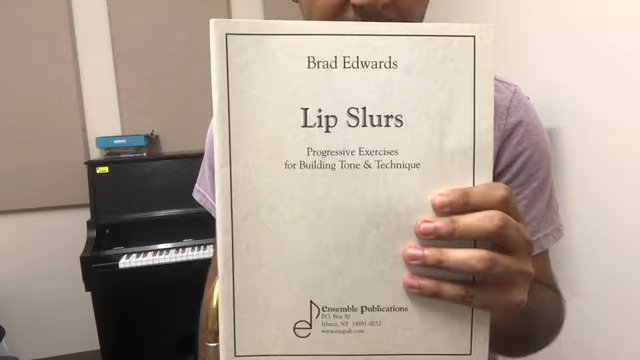 Brad Edwards
Lip Slurs
Progressive Exercises
for Building Tone & Technique
ensemble Publications
P.O. Box 32
Ithaca, NY 14851-0032
www.enspub.com